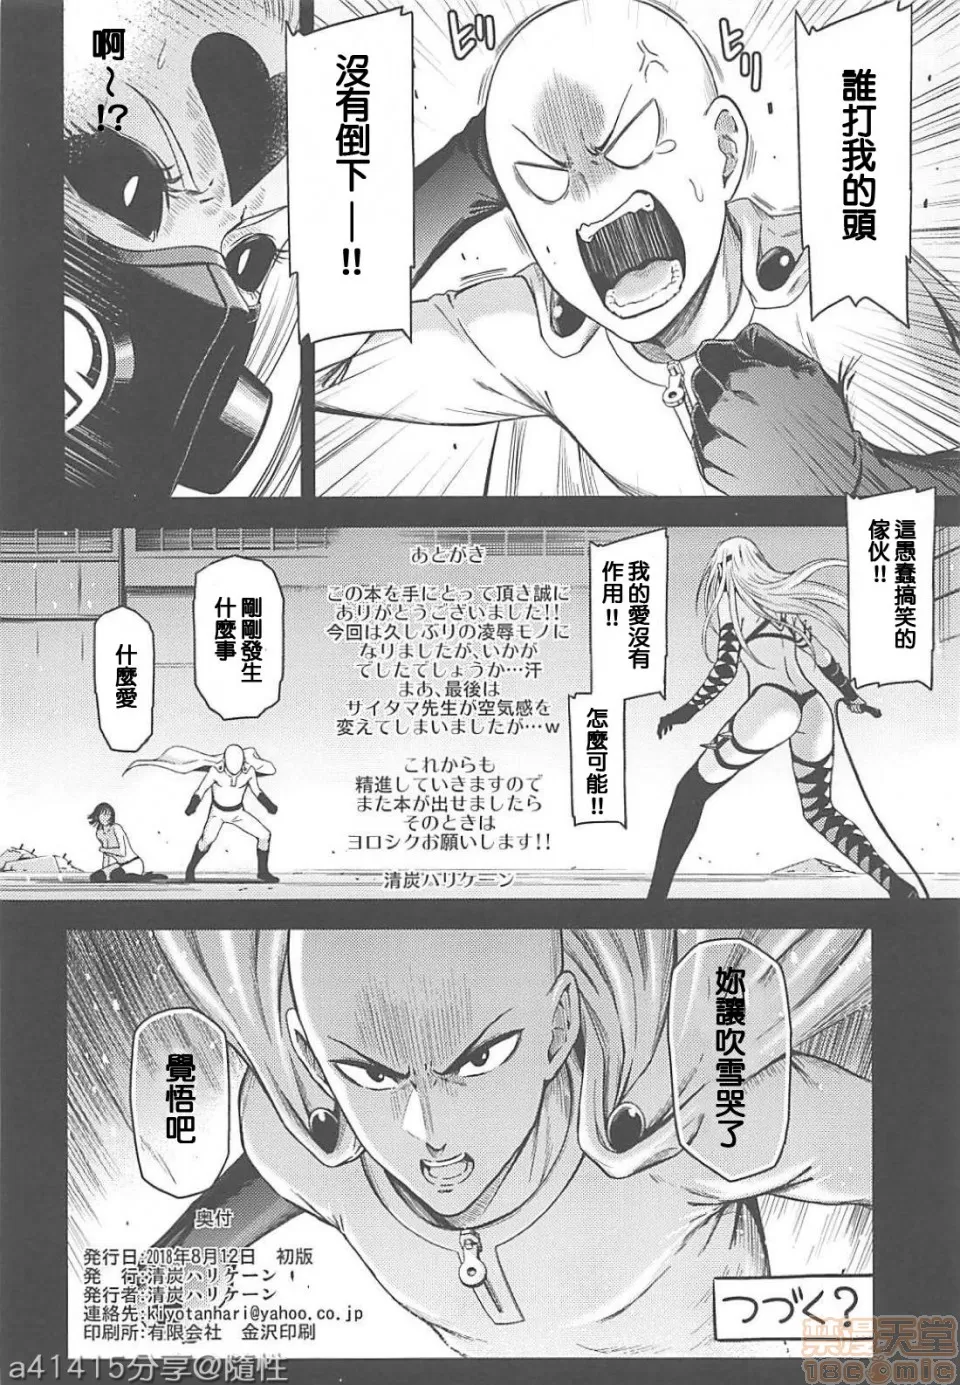 誰打我的頭
沒有倒下——!!
啊～!?
這愚蠢搞笑的
傢伙!!
我的愛沒有
作用!!
怎麼可能!!
剛剛發生
什麼事
什麼愛
あとがき
この本を手にとって頂き誠に
ありがとうございました!!
今回は久しぶりの凌辱モノに
なりましたが、いかが
でしたでしょうか…汗
まあ、最後は
サイタマ先生が空気感を
変えてしまいましたが…w
これからも
精進していきますので
また本が出せましたら
そのときは
ヨロシクお願いします!!
清炭ハリケーン
妳讓吹雪哭了
覺悟吧
奥付
発行日:2018年8月12日 初版
発 行:清炭ハリケーン
発行者:清炭ハリケーン
連絡先:kiyotanhari@yahoo.co.jp
印刷所:有限会社 金沢印刷
つづく?
禁漫天堂
18comic
a41415分享@隨性